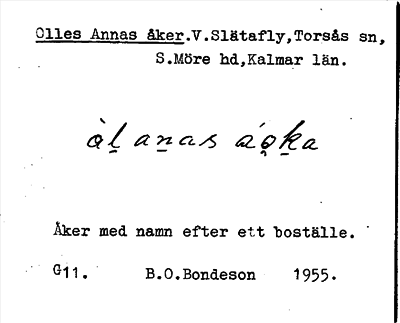 Olles Annas åker.V.Slätafly,Torsås sn,
S.Möre hd,Kalmar län.
Åker med namn efter ett boställe.
G11. B.O.Bondeson 1955.